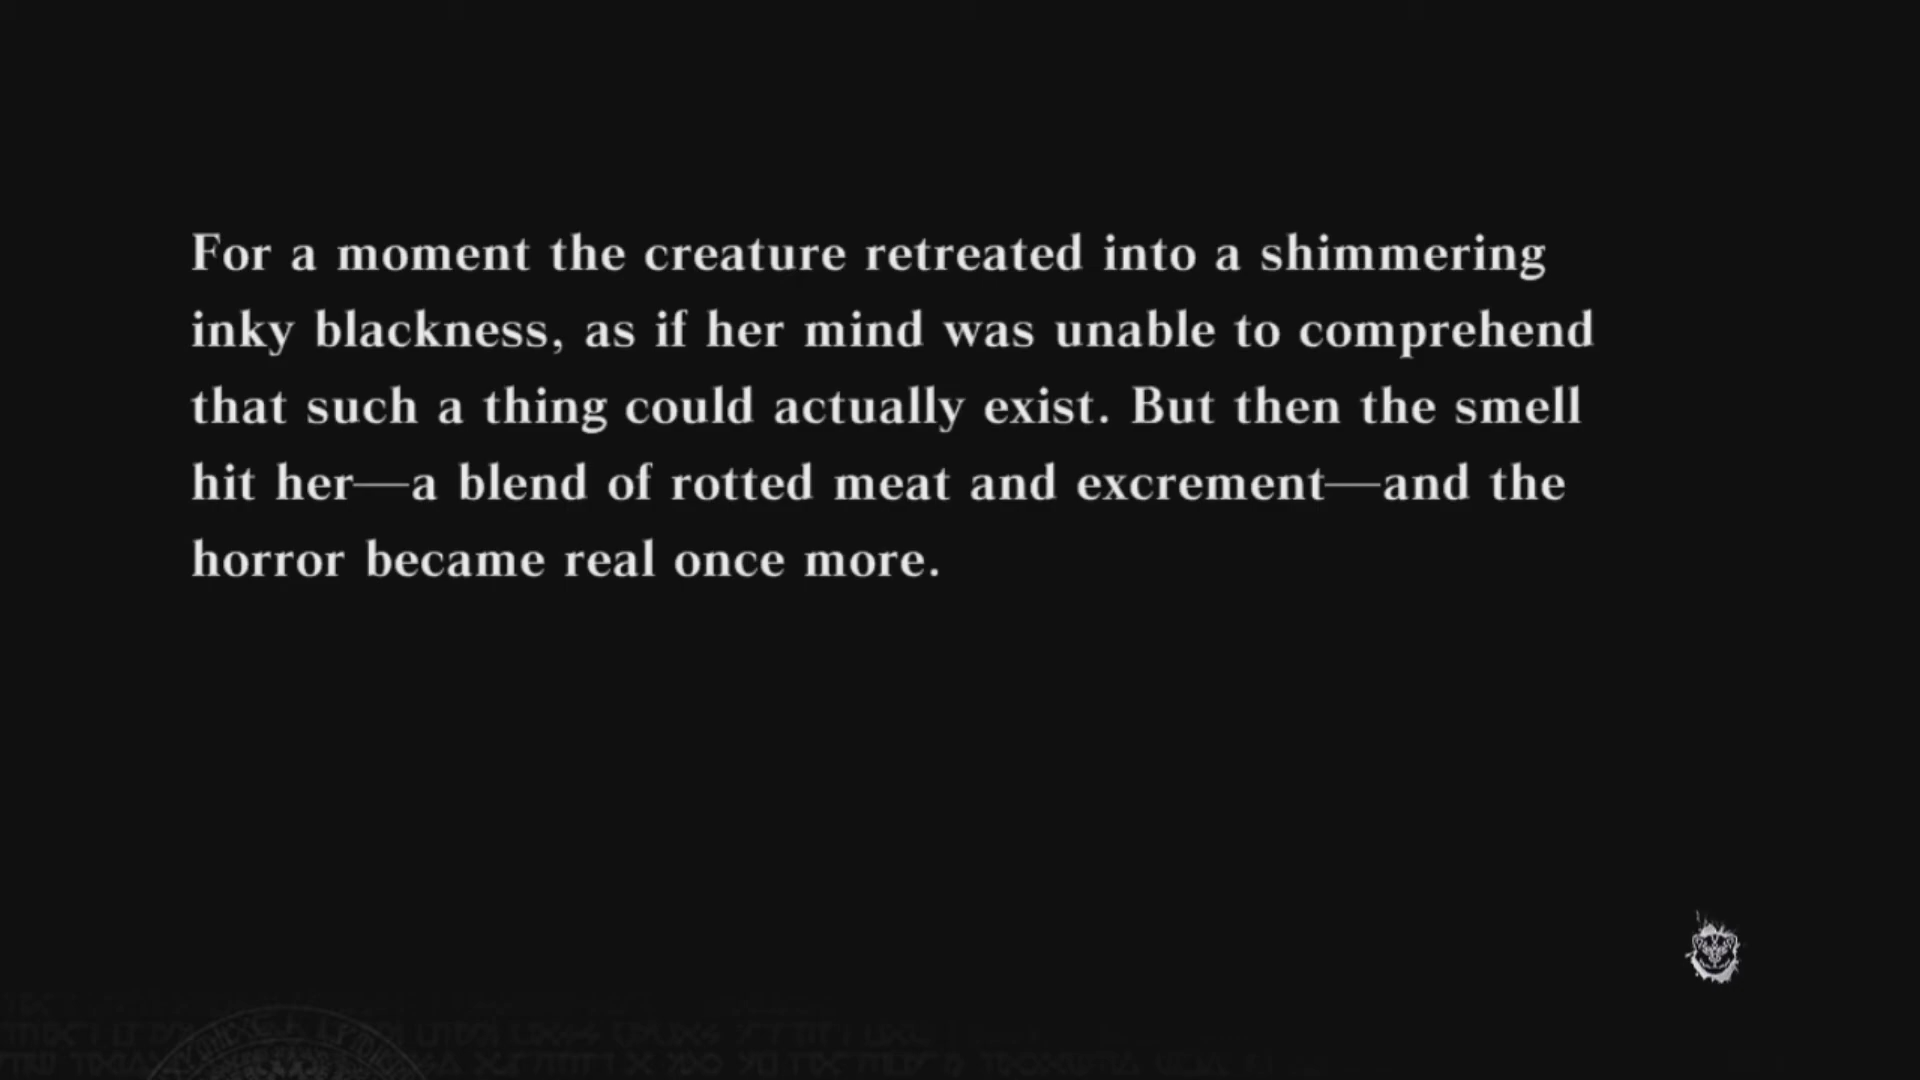 For a moment the creature retreated into a shimmering
inky blackness, as if her mind was unable to comprehend
that such a thing could actually exist. But then the smell
hit her—a blend of rotted meat and excrement—and the
horror became real once more.